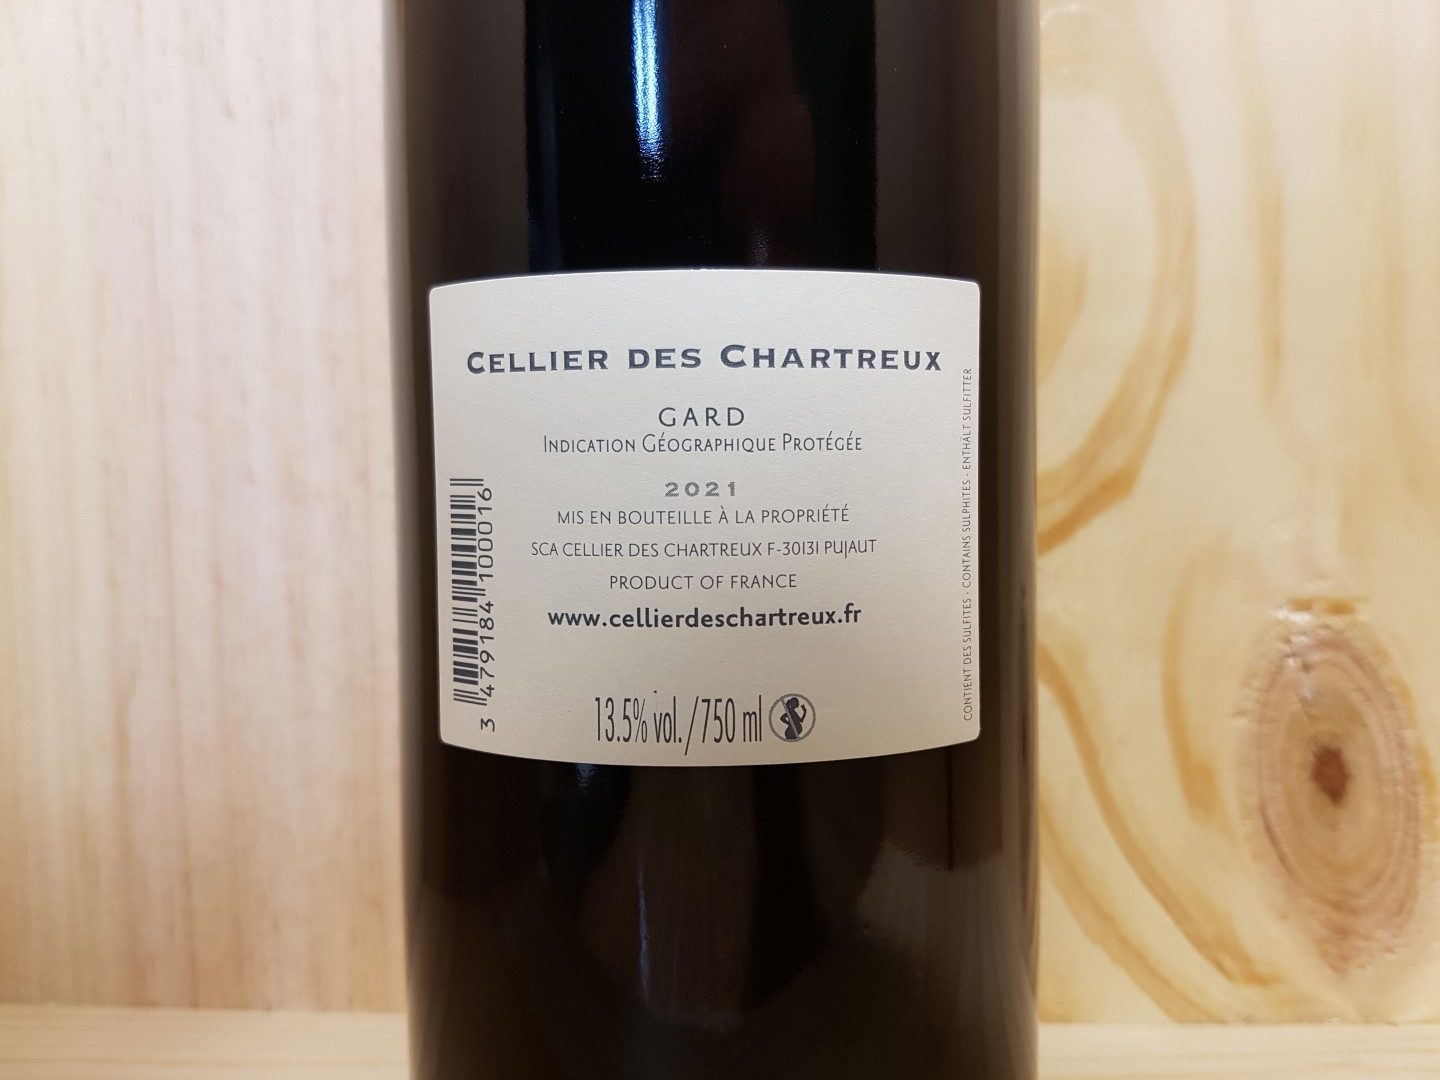 CELLIER DES CHARTREUX
GARD
INDICATION GÉOGRAPHIQUE PROTÉGÉE
2021
MIS EN BOUTEILLE À LA PROPRIÉTÉ
SCA CELLIER DES CHARTREUX F-30131 PUJAUT
PRODUCT OF FRANCE
www.cellierdeschartreux.fr
13.5% vol./750 ml
3 479184 100016
CONTIENT DES SULFITES - CONTAINS SULPHITES - ENTHÄLT SULFITTER